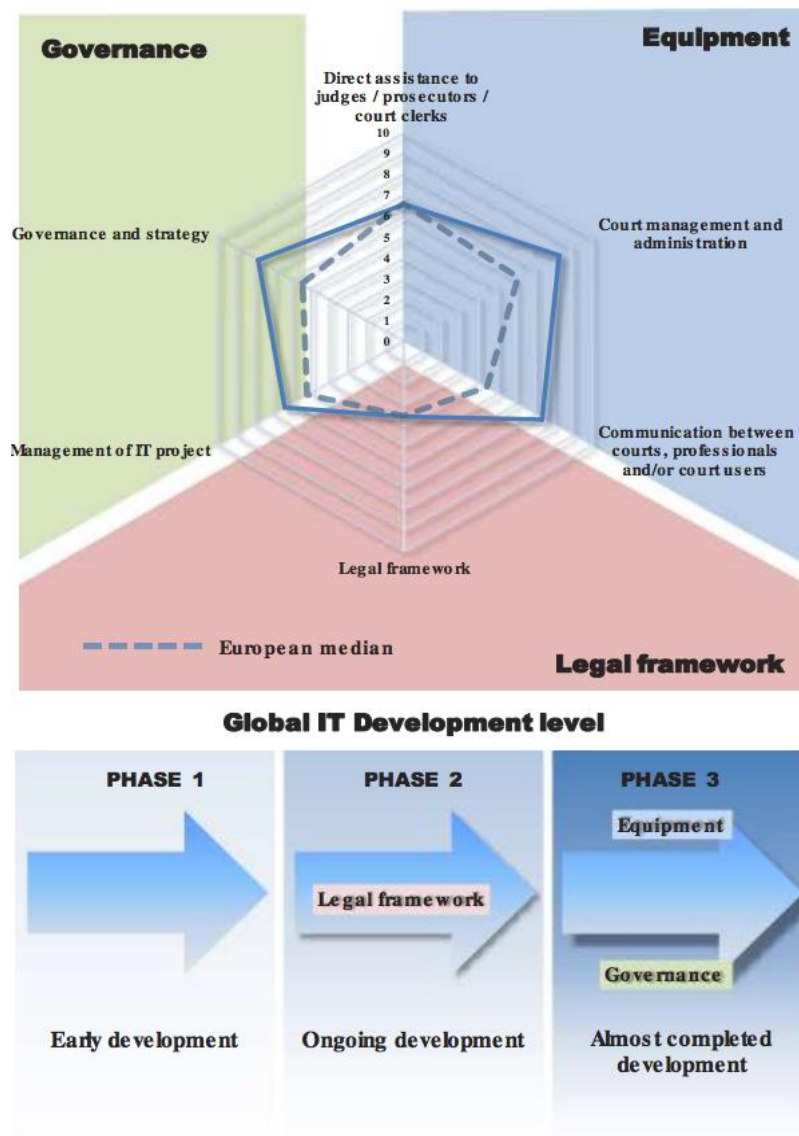 Governance
Equipment
Direct assistance to
judges / prosecutors /
court clerks
10
9
8
7
6
5
4
3
2
1
0
Governance and strategy
Court management and
administration
Management of IT project
Communication between
courts, professionals
and/or court users
Legal framework
European median
Legal framework
Global IT Development level
PHASE 1
PHASE 2
PHASE 3
Equipment
Legal framework
Governance
Early development
Ongoing development
Almost completed
development